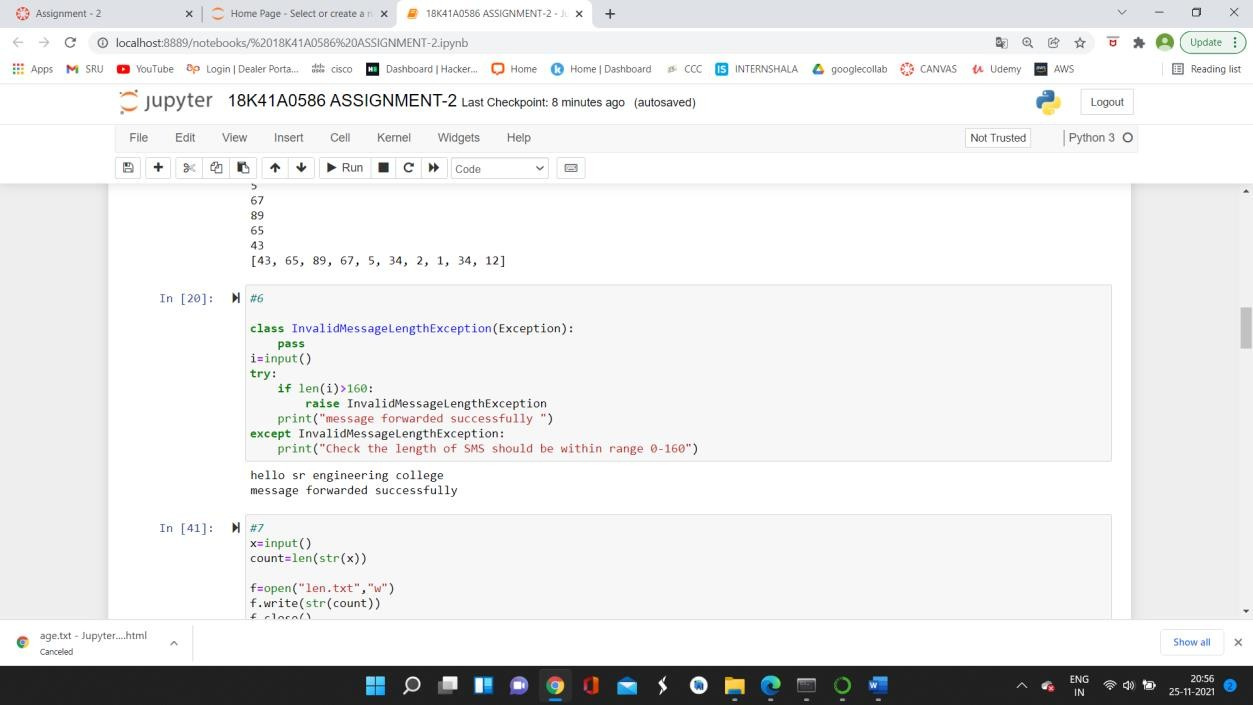 Assignment - 2
Home Page - Select or create a n
18K41A0586 ASSIGNMENT-2 - Ju
localhost:8889/notebooks/%2018K41A0586%20ASSIGNMENT-2.ipynb
Update
Apps
SRU
YouTube
Login | Dealer Porta...
cisco
Dashboard | Hacker...
Home
Home | Dashboard
CCC
INTERNSHALA
googlecollab
CANVAS
Udemy
AWS
Reading list
jupyter
18K41A0586 ASSIGNMENT-2 Last Checkpoint: 8 minutes ago (autosaved)
Logout
File Edit View Insert Cell Kernel Widgets Help
Not Trusted
Python 3
Run
Code
5
67
89
65
43
[43, 65, 89, 67, 5, 34, 2, 1, 34, 12]
In [20]:
#6
class InvalidMessageLengthException(Exception):
    pass
i=input()
try:
    if len(i)>160:
        raise InvalidMessageLengthException
    print("message forwarded successfully ")
except InvalidMessageLengthException:
    print("Check the length of SMS should be within range 0-160")
hello sr engineering college
message forwarded successfully
In [41]:
#7
x=input()
count=len(str(x))
f=open("len.txt","w")
f.write(str(count))
f.close()
age.txt - Jupyter....html
Canceled
Show all
ENG
IN
20:56
25-11-2021
2